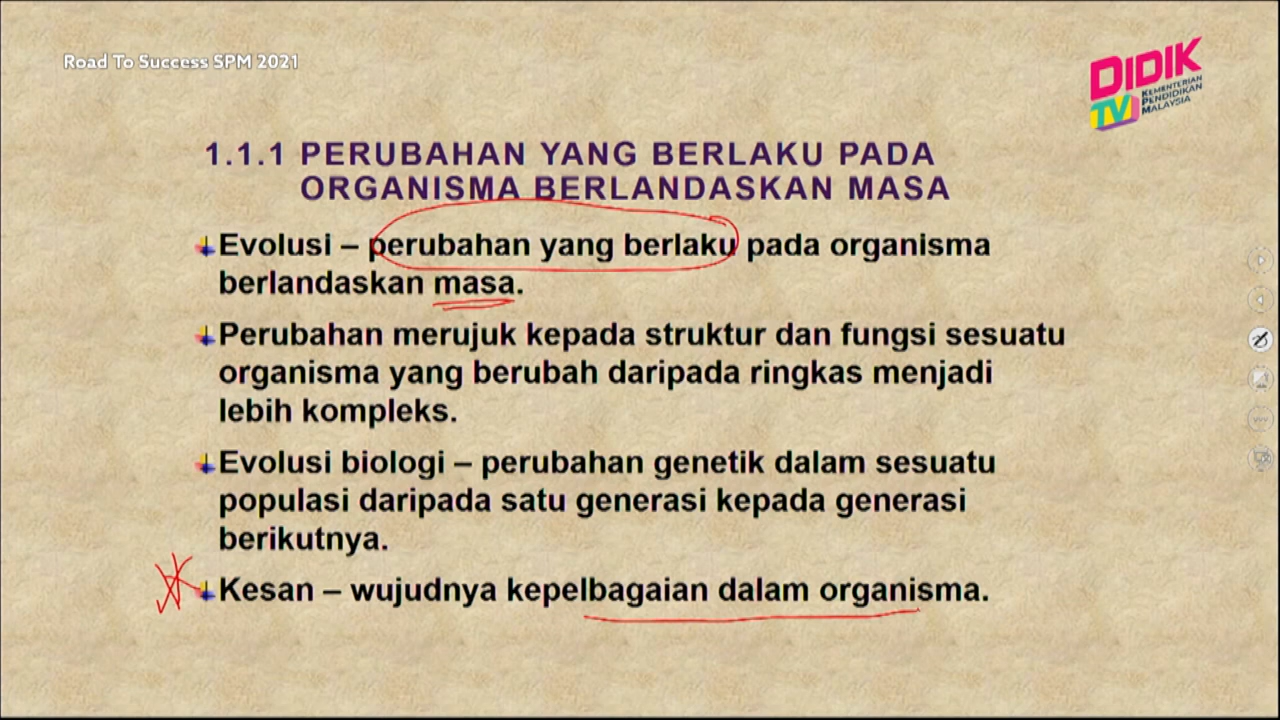 Road To Success SPM 2021
DIDIK
TV
KEMENTERIAN
PENDIDIKAN
MALAYSIA
1.1.1 PERUBAHAN YANG BERLAKU PADA
ORGANISMA BERLANDASKAN MASA
Evolusi – perubahan yang berlaku pada organisma
berlandaskan masa.
Perubahan merujuk kepada struktur dan fungsi sesuatu
organisma yang berubah daripada ringkas menjadi
lebih kompleks.
Evolusi biologi – perubahan genetik dalam sesuatu
populasi daripada satu generasi kepada generasi
berikutnya.
Kesan – wujudnya kepelbagaian dalam organisma.